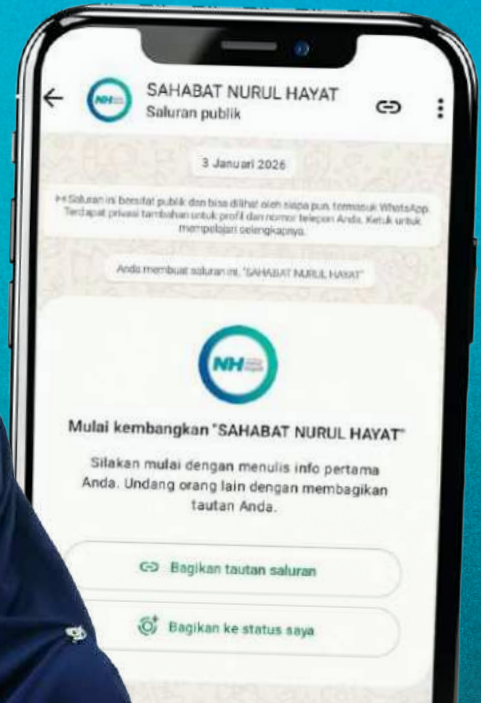 SAHABAT NURUL HAYAT
Saluran publik
3 Januari 2026
Saluran ini bersifat publik dan bisa dilihat oleh siapa pun, termasuk WhatsApp.
Terdapat privasi tambahan untuk profil dan nomor telepon Anda. Ketuk untuk
mempelajari selengkapnya.
Anda membuat saluran ini, "SAHABAT NURUL HAYAT"
NH
Mulai kembangkan "SAHABAT NURUL HAYAT"
Silakan mulai dengan menulis info pertama
Anda. Undang orang lain dengan membagikan
tautan Anda.
Bagikan tautan saluran
Bagikan ke status saya